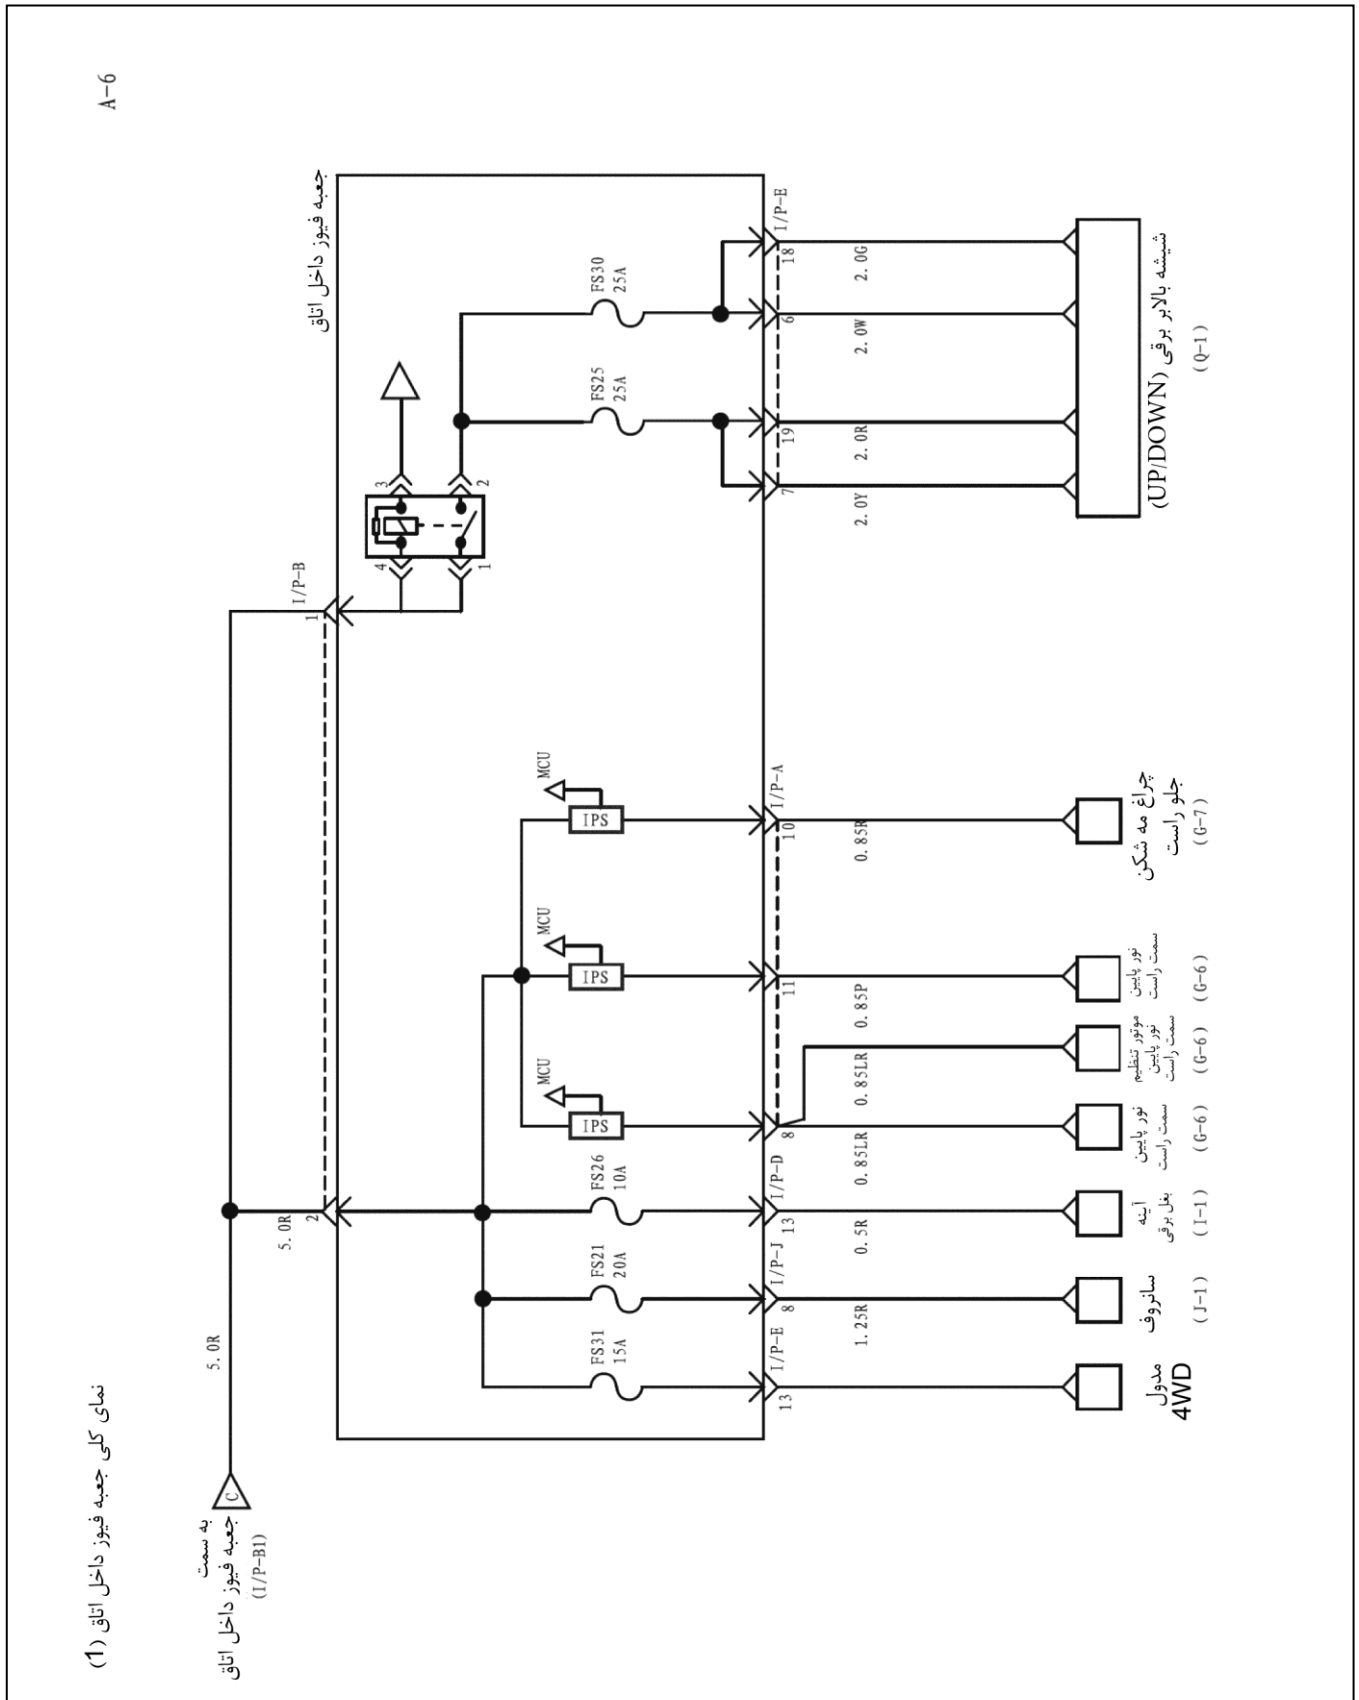 A-6
نمای کلی جعبه فیوز داخل اتاق (1)
به سمت
جعبه فیوز داخل اتاق
(I/P-B1)
C
5.0R
5.0R
2
1
I/P-B
جعبه فیوز داخل اتاق
4
3
1
2
FS31
15A
FS21
20A
FS26
10A
IPS
MCU
IPS
MCU
IPS
MCU
FS25
25A
FS30
25A
13
I/P-E
8
I/P-J
13
I/P-D
8
11
10
I/P-A
7
19
6
18
I/P-E
1.25R
0.5R
0.85LR
0.85LR
0.85P
0.85R
2.0Y
2.0R
2.0W
2.0G
مدول
4WD
سانروف
(J-1)
آینه
بغل برقی
(I-1)
نور پایین
سمت راست
(G-6)
موتور تنظیم
نور پایین
سمت راست
(G-6)
نور پایین
سمت راست
(G-6)
چراغ مه شکن
جلو راست
(G-7)
شیشه بالابر برقی (UP/DOWN)
(Q-1)